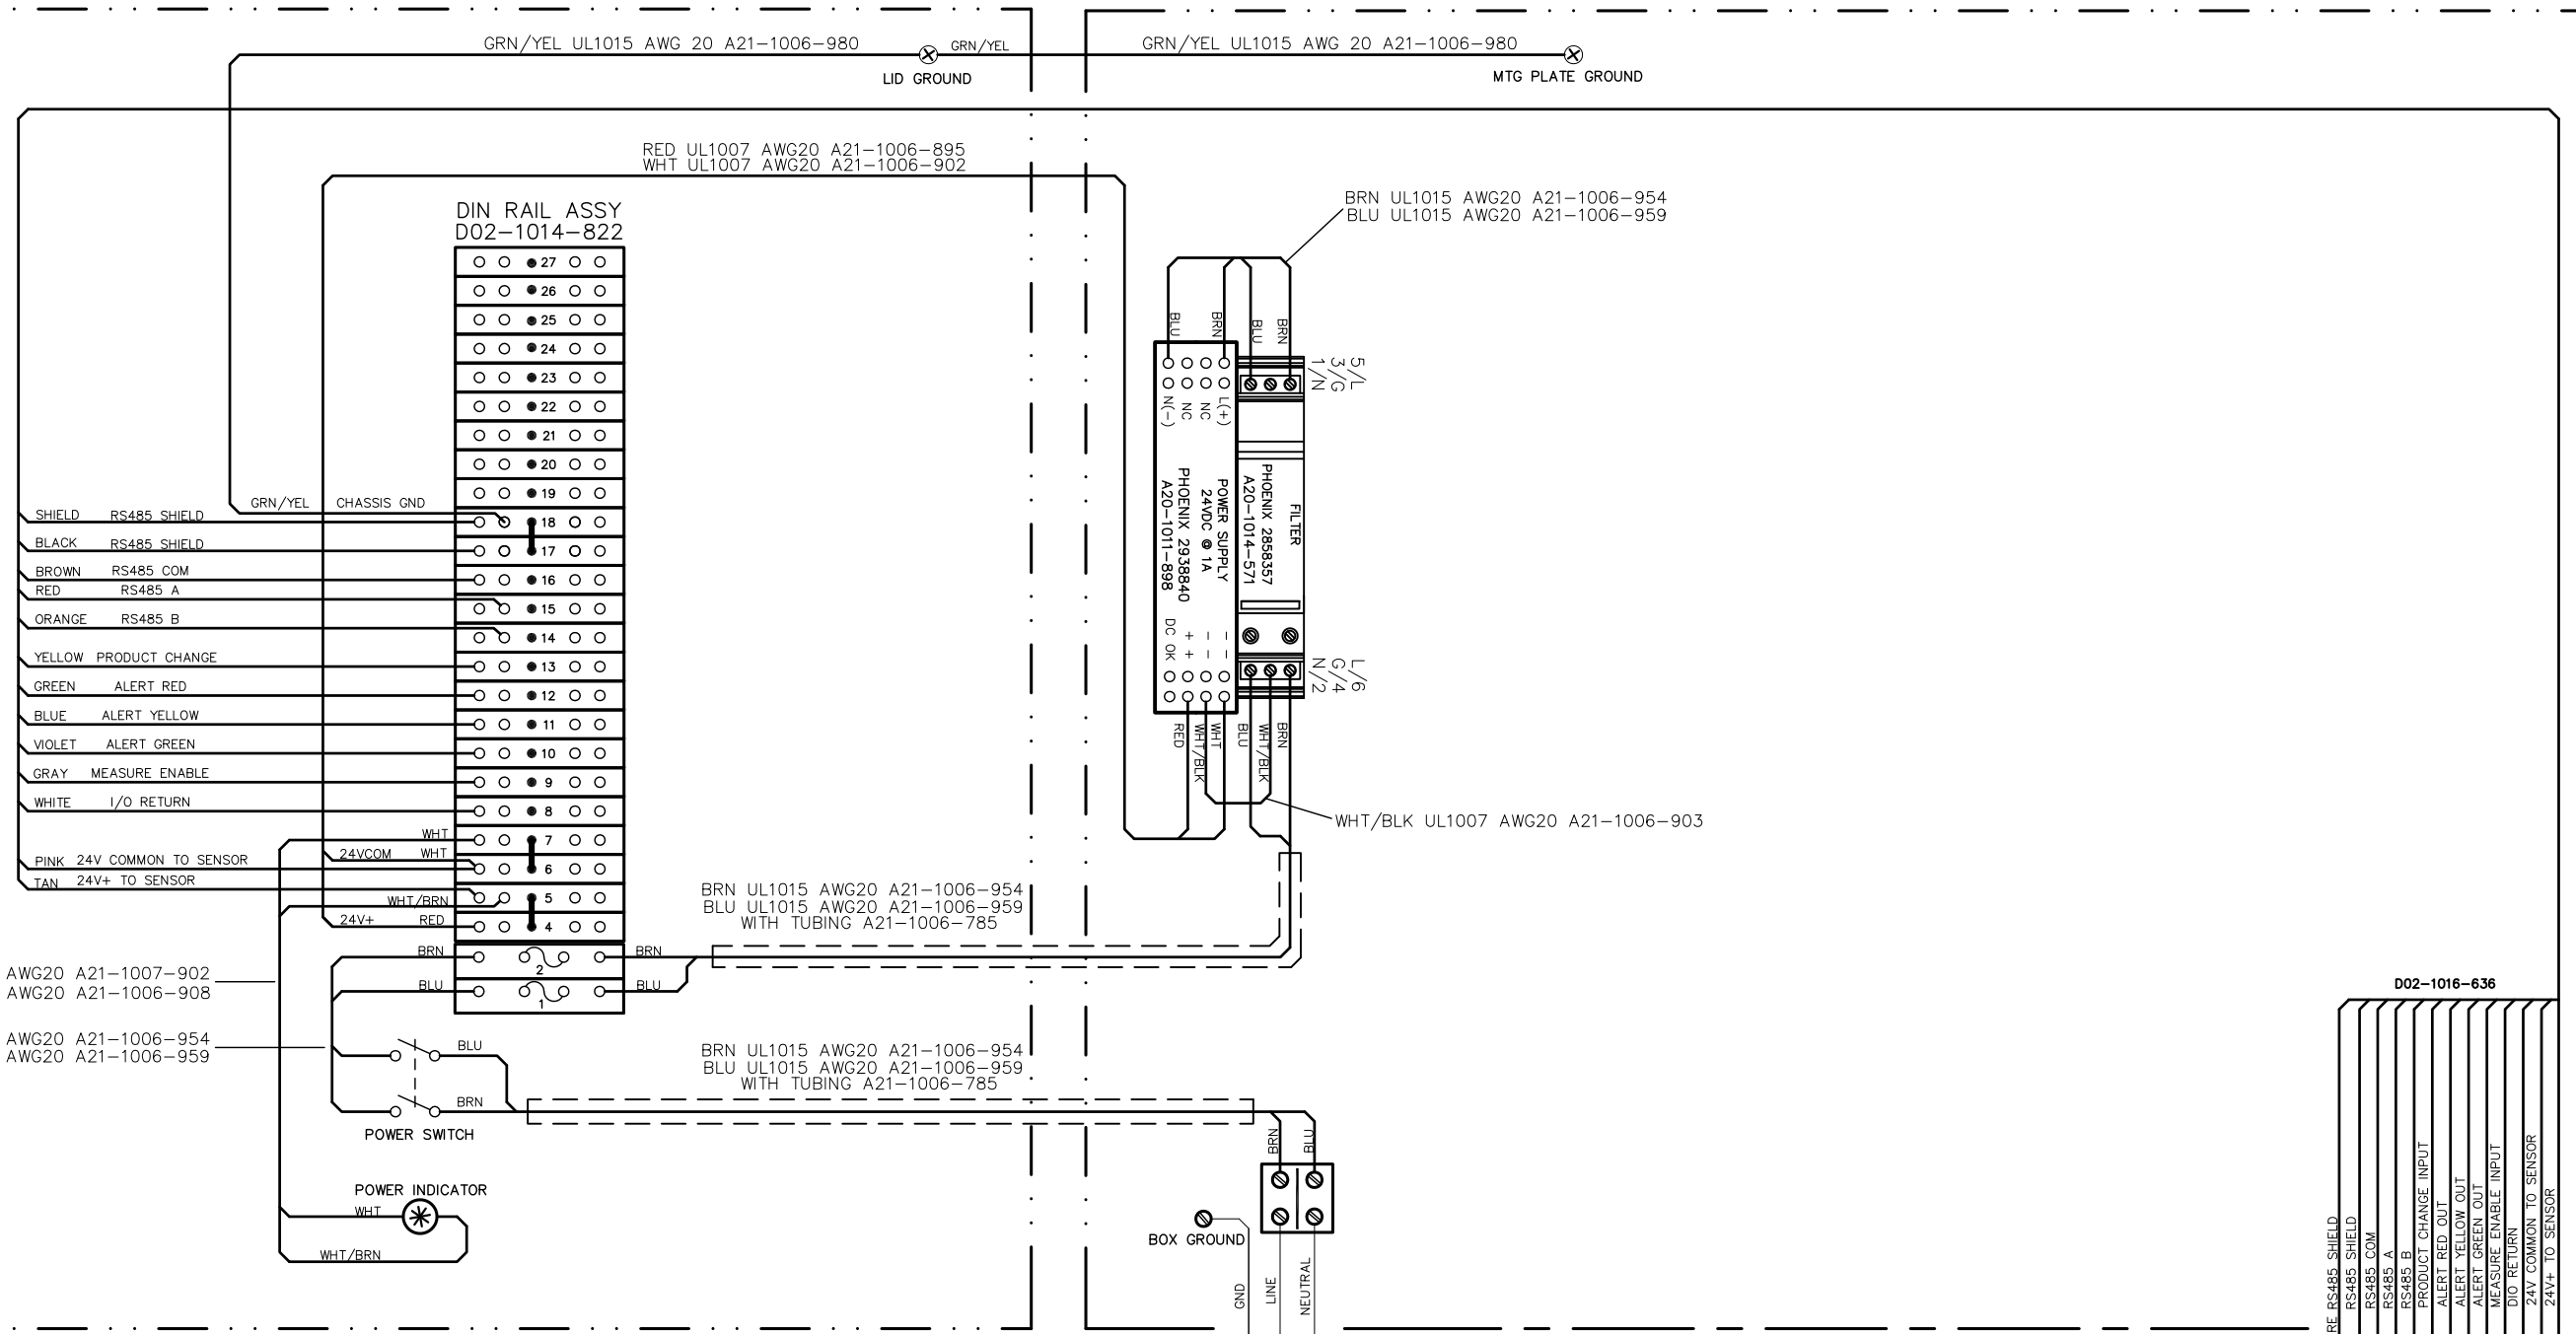 GRN/YEL UL1015 AWG 20 A21-1006-980
GRN/YEL
LID GROUND
GRN/YEL UL1015 AWG 20 A21-1006-980
MTG PLATE GROUND
RED UL1007 AWG20 A21-1006-895
WHT UL1007 AWG20 A21-1006-902
DIN RAIL ASSY
D02-1014-822
27
26
25
24
23
22
21
20
19
18
17
16
15
14
13
12
11
10
9
8
7
6
5
4
2
1
GRN/YEL CHASSIS GND
SHIELD RS485 SHIELD
BLACK RS485 SHIELD
BROWN RS485 COM
RED RS485 A
ORANGE RS485 B
YELLOW PRODUCT CHANGE
GREEN ALERT RED
BLUE ALERT YELLOW
VIOLET ALERT GREEN
GRAY MEASURE ENABLE
WHITE I/O RETURN
WHT
24VCOM WHT
PINK 24V COMMON TO SENSOR
TAN 24V+ TO SENSOR
WHT/BRN
24V+ RED
BRN
BLU
BRN
BLU
AWG20 A21-1007-902
AWG20 A21-1006-908
AWG20 A21-1006-954
AWG20 A21-1006-959
BLU
BRN
POWER SWITCH
POWER INDICATOR
WHT
WHT/BRN
BRN UL1015 AWG20 A21-1006-954
BLU UL1015 AWG20 A21-1006-959
WITH TUBING A21-1006-785
BRN UL1015 AWG20 A21-1006-954
BLU UL1015 AWG20 A21-1006-959
WITH TUBING A21-1006-785
BRN UL1015 AWG20 A21-1006-954
BLU UL1015 AWG20 A21-1006-959
BLU
BRN
BLU
BRN
5/L
3/G
1/N
N(-)
NC
NC
L(+)
POWER SUPPLY
24VDC @ 1A
PHOENIX 2938840
A20-1011-898
FILTER
PHOENIX 2858357
A20-1014-571
DC OK
+ +
- -
- -
L/6
G/4
N/2
RED
WHT/BLK
WHT
BLU
WHT/BLK
BRN
WHT/BLK UL1007 AWG20 A21-1006-903
BRN
BLU
BOX GROUND
GND
LINE
NEUTRAL
D02-1016-636
RE RS485 SHIELD
RS485 SHIELD
RS485 COM
RS485 A
RS485 B
PRODUCT CHANGE INPUT
ALERT RED OUT
ALERT YELLOW OUT
ALERT GREEN OUT
MEASURE ENABLE INPUT
DIO RETURN
24V COMMON TO SENSOR
24V+ TO SENSOR